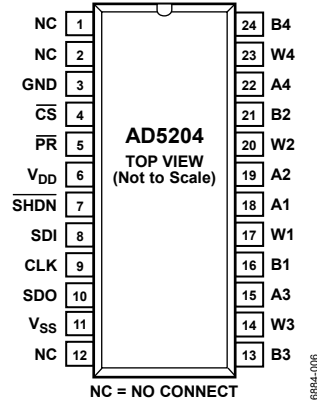 NC 1
NC 2
GND 3
CS 4
PR 5
VDD 6
SHDN 7
SDI 8
CLK 9
SDO 10
VSS 11
NC 12
AD5204
TOP VIEW
(Not to Scale)
24 B4
23 W4
22 A4
21 B2
20 W2
19 A2
18 A1
17 W1
16 B1
15 A3
14 W3
13 B3
NC = NO CONNECT
6884-006